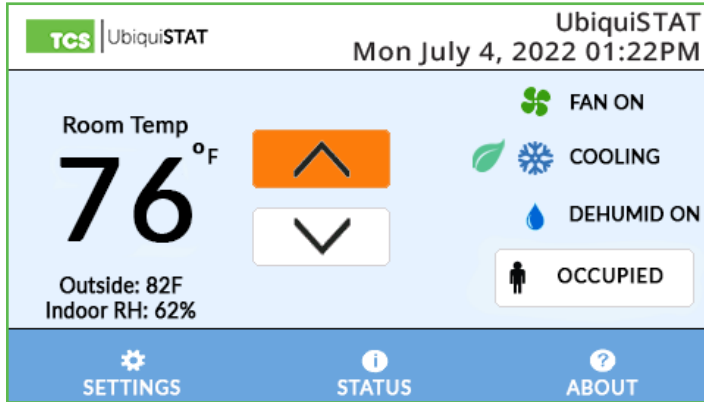 TCS UbiquiSTAT
UbiquiSTAT
Mon July 4, 2022 01:22PM
Room Temp
76°F
Outside: 82F
Indoor RH: 62%
FAN ON
COOLING
DEHUMID ON
OCCUPIED
SETTINGS
STATUS
ABOUT